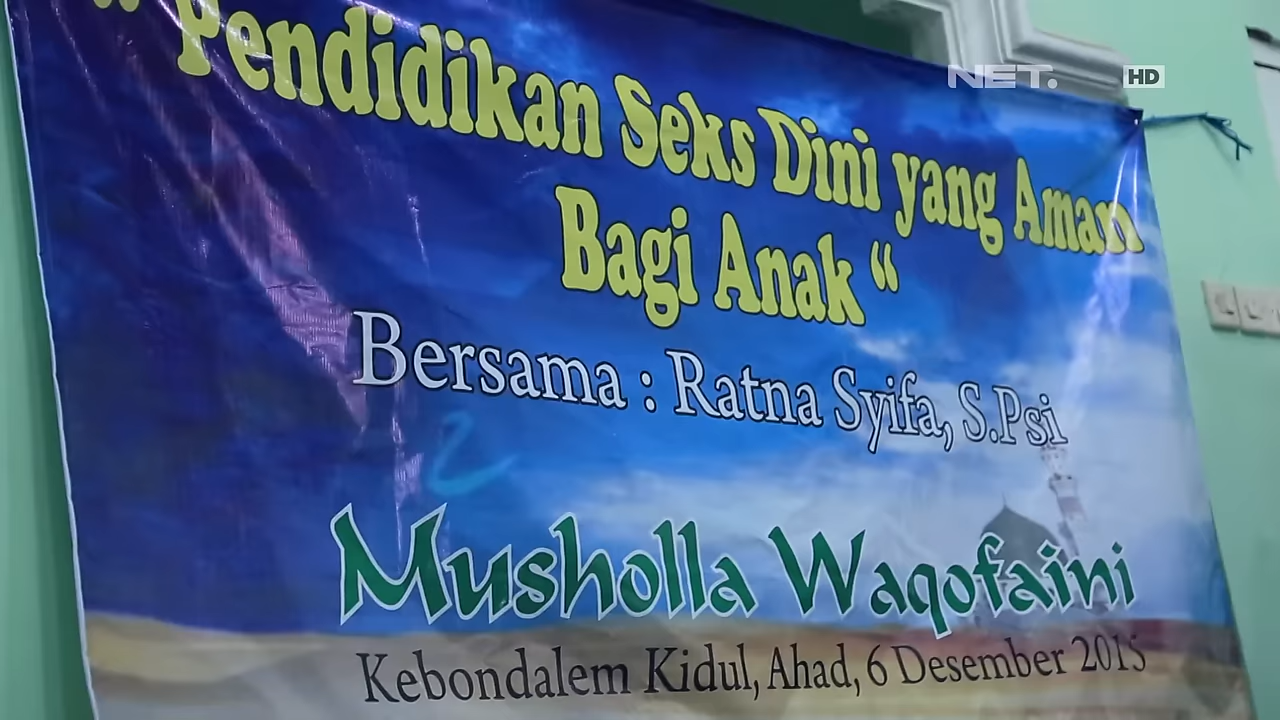 NET. HD
" Pendidikan Seks Dini yang Aman
Bagi Anak “
Bersama : Ratna Syifa, S.Psi
Musholla Waqofaini
Kebondalem Kidul, Ahad, 6 Desember 2015